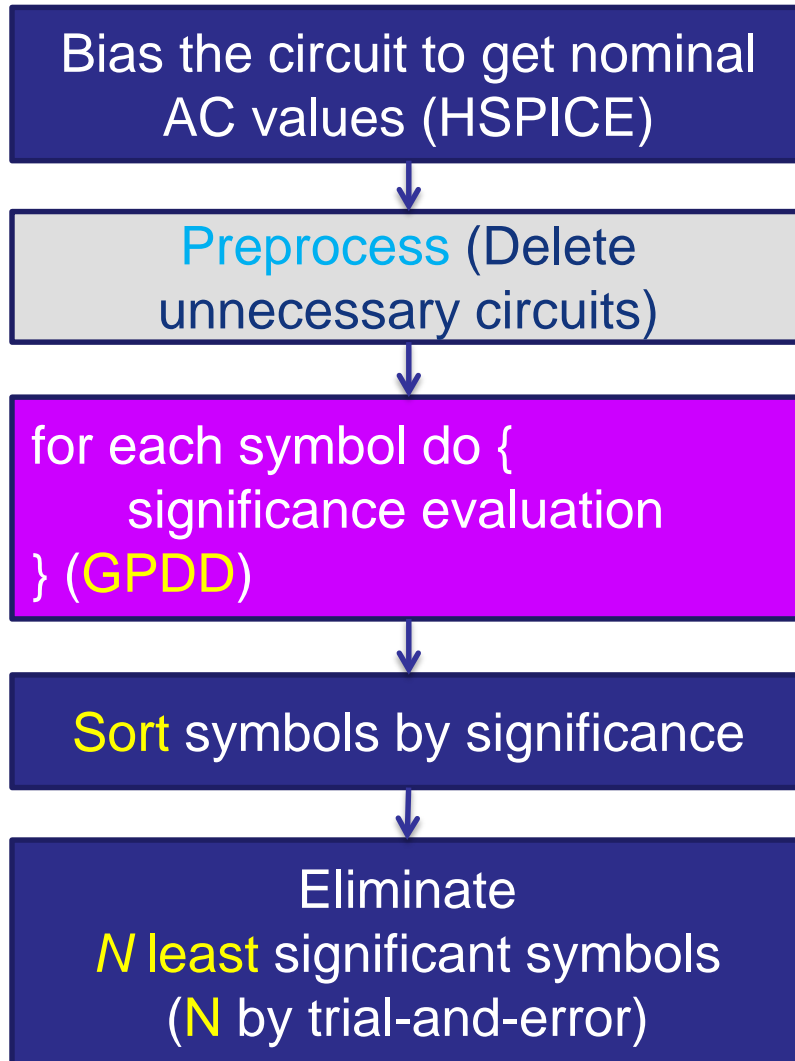 Bias the circuit to get nominal
AC values (HSPICE)
Preprocess (Delete
unnecessary circuits)
for each symbol do {
significance evaluation
} (GPDD)
Sort symbols by significance
Eliminate
N least significant symbols
(N by trial-and-error)